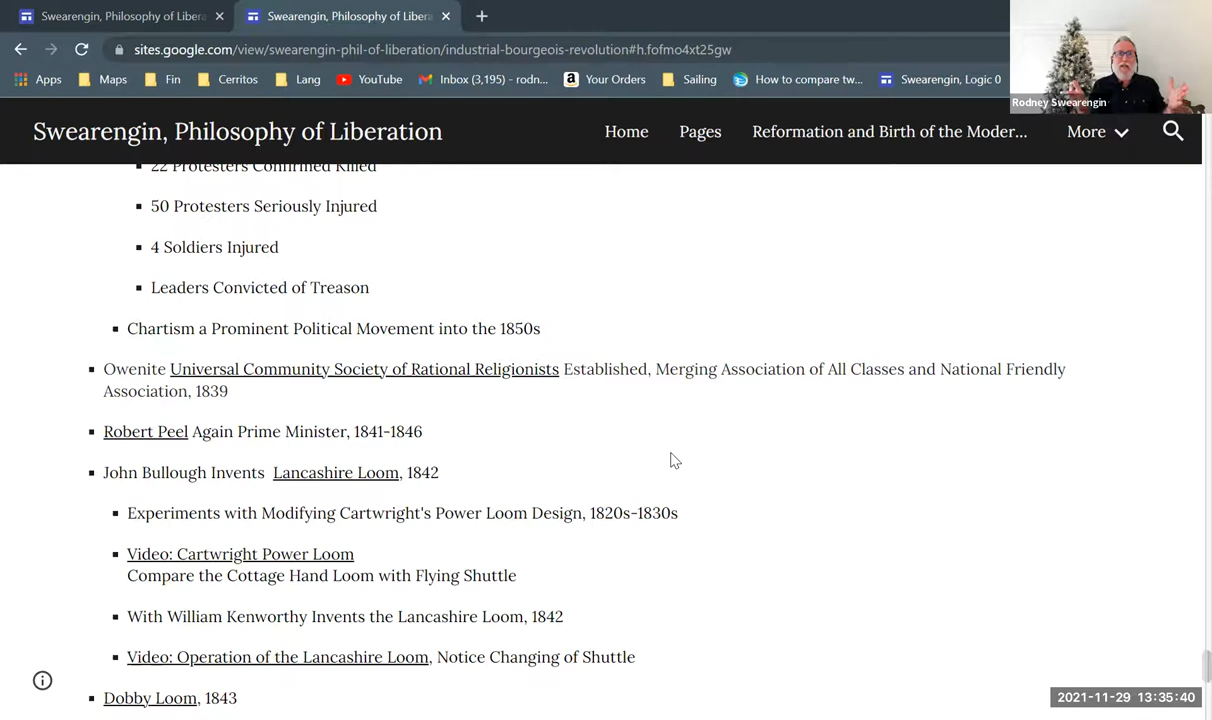 Swearengin, Philosophy of Libera
Swearengin, Philosophy of Libera
sites.google.com/view/swearengin-phil-of-liberation/industrial-bourgeois-revolution#h.fofmo4xt25gw
Apps Maps Fin Cerritos Lang YouTube Inbox (3,195) - rodn... Your Orders Sailing How to compare tw... Swearengin, Logic 0
Rodney Swearengin
Swearengin, Philosophy of Liberation Home Pages Reformation and Birth of the Moder... More
22 Protesters Confirmed Killed
50 Protesters Seriously Injured
4 Soldiers Injured
Leaders Convicted of Treason
Chartism a Prominent Political Movement into the 1850s
Owenite Universal Community Society of Rational Religionists Established, Merging Association of All Classes and National Friendly
Association, 1839
Robert Peel Again Prime Minister, 1841-1846
John Bullough Invents Lancashire Loom, 1842
Experiments with Modifying Cartwright's Power Loom Design, 1820s-1830s
Video: Cartwright Power Loom
Compare the Cottage Hand Loom with Flying Shuttle
With William Kenworthy Invents the Lancashire Loom, 1842
Video: Operation of the Lancashire Loom, Notice Changing of Shuttle
Dobby Loom, 1843
2021-11-29 13:35:40